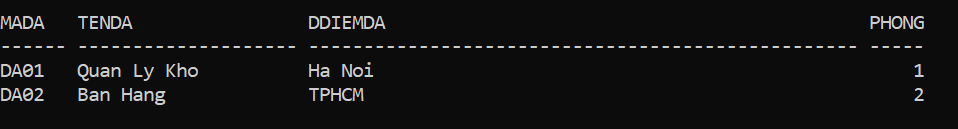 MADA   TENDA                DDIEMDA                                            PHONG
------ -------------------- -------------------------------------------------- -----
DA01   Quan Ly Kho          Ha Noi                                                 1
DA02   Ban Hang             TPHCM                                                  2